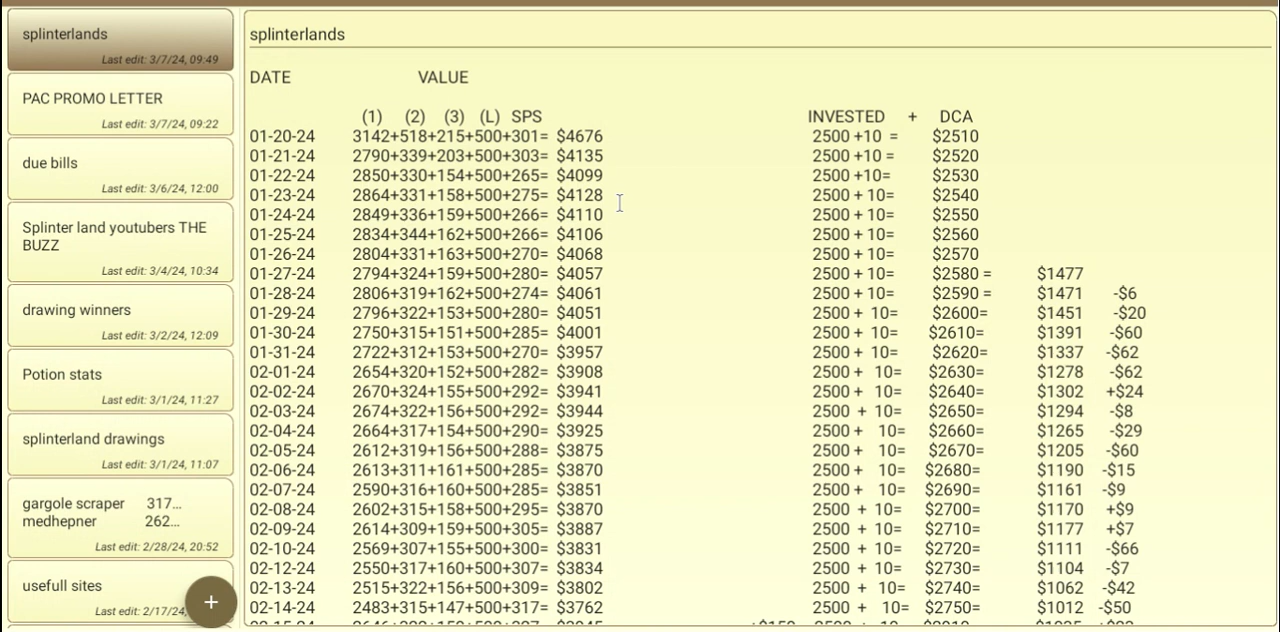 splinterlands
Last edit: 3/7/24, 09:49
PAC PROMO LETTER
Last edit: 3/7/24, 09:22
due bills
Last edit: 3/6/24, 12:00
Splinter land youtubers THE
BUZZ
Last edit: 3/4/24, 10:34
drawing winners
Last edit: 3/2/24, 12:09
Potion stats
Last edit: 3/1/24, 11:27
splinterland drawings
Last edit: 3/1/24, 11:07
gargole scraper 317...
medhepner 262...
Last edit: 2/28/24, 20:52
usefull sites
Last edit: 2/17/24,
+
splinterlands
DATE VALUE
(1) (2) (3) (L) SPS INVESTED + DCA
01-20-24 3142+518+215+500+301= $4676 2500 +10 = $2510
01-21-24 2790+339+203+500+303= $4135 2500 +10 = $2520
01-22-24 2850+330+154+500+265= $4099 2500 +10= $2530
01-23-24 2864+331+158+500+275= $4128 2500 + 10= $2540
01-24-24 2849+336+159+500+266= $4110 2500 + 10= $2550
01-25-24 2834+344+162+500+266= $4106 2500 + 10= $2560
01-26-24 2804+331+163+500+270= $4068 2500 + 10= $2570
01-27-24 2794+324+159+500+280= $4057 2500 + 10= $2580 = $1477
01-28-24 2806+319+162+500+274= $4061 2500 + 10= $2590 = $1471 -$6
01-29-24 2796+322+153+500+280= $4051 2500 + 10= $2600= $1451 -$20
01-30-24 2750+315+151+500+285= $4001 2500 + 10= $2610= $1391 -$60
01-31-24 2722+312+153+500+270= $3957 2500 + 10= $2620= $1337 -$62
02-01-24 2654+320+152+500+282= $3908 2500 + 10= $2630= $1278 -$62
02-02-24 2670+324+155+500+292= $3941 2500 + 10= $2640= $1302 +$24
02-03-24 2674+322+156+500+292= $3944 2500 + 10= $2650= $1294 -$8
02-04-24 2664+317+154+500+290= $3925 2500 + 10= $2660= $1265 -$29
02-05-24 2612+319+156+500+288= $3875 2500 + 10= $2670= $1205 -$60
02-06-24 2613+311+161+500+285= $3870 2500 + 10= $2680= $1190 -$15
02-07-24 2590+316+160+500+285= $3851 2500 + 10= $2690= $1161 -$9
02-08-24 2602+315+158+500+295= $3870 2500 + 10= $2700= $1170 +$9
02-09-24 2614+309+159+500+305= $3887 2500 + 10= $2710= $1177 +$7
02-10-24 2569+307+155+500+300= $3831 2500 + 10= $2720= $1111 -$66
02-12-24 2550+317+160+500+307= $3834 2500 + 10= $2730= $1104 -$7
02-13-24 2515+322+156+500+309= $3802 2500 + 10= $2740= $1062 -$42
02-14-24 2483+315+147+500+317= $3762 2500 + 10= $2750= $1012 -$50